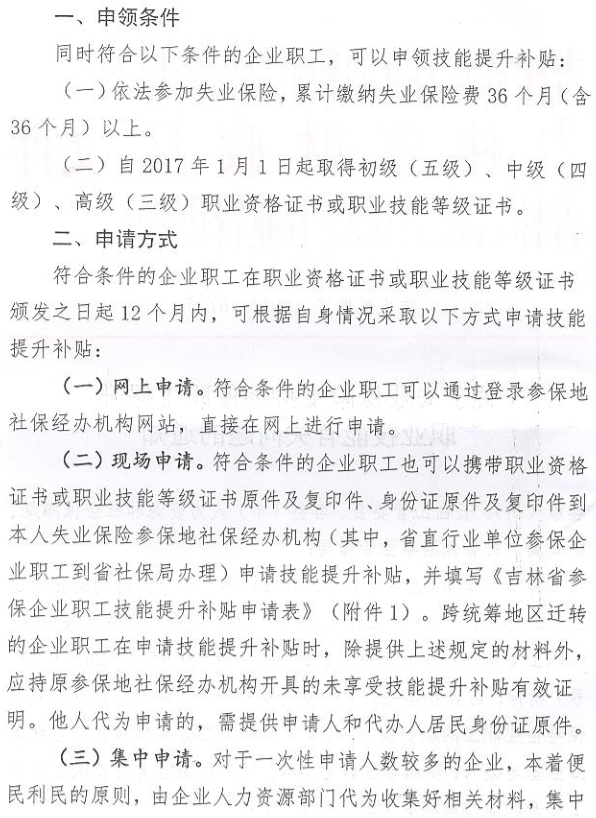 一、申领条件
同时符合以下条件的企业职工，可以申领技能提升补贴：
（一）依法参加失业保险，累计缴纳失业保险费 36 个月（含
36 个月）以上。
（二）自 2017 年 1 月 1 日起取得初级（五级）、中级（四
级）、高级（三级）职业资格证书或职业技能等级证书。
二、申请方式
符合条件的企业职工在职业资格证书或职业技能等级证书
颁发之日起 12 个月内，可根据自身情况采取以下方式申请技能
提升补贴：
（一）网上申请。符合条件的企业职工可以通过登录参保地
社保经办机构网站，直接在网上进行申请。
（二）现场申请。符合条件的企业职工也可以携带职业资格
证书或职业技能等级证书原件及复印件、身份证原件及复印件到
本人失业保险参保地社保经办机构（其中，省直行业单位参保企
业职工到省社保局办理）申请技能提升补贴，并填写《吉林省参
保企业职工技能提升补贴申请表》（附件 1）。跨统筹地区迁转
的企业职工在申请技能提升补贴时，除提供上述规定的材料外，
应持原参保地社保经办机构开具的未享受技能提升补贴有效证
明。他人代为申请的，需提供申请人和代办人居民身份证原件。
（三）集中申请。对于一次性申请人数较多的企业，本着便
民利民的原则，由企业人力资源部门代为收集好相关材料，集中